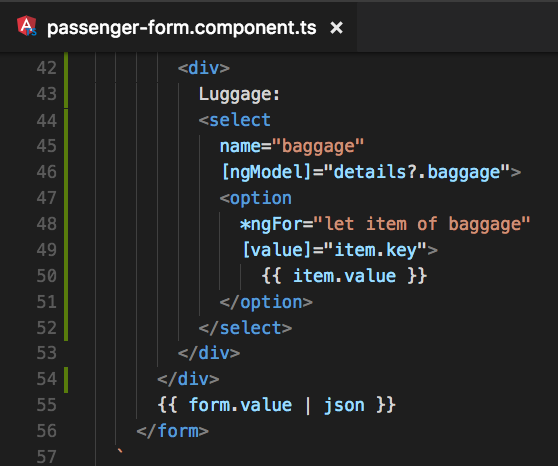 passenger-form.component.ts ×
42 <div>
43 Luggage:
44 <select
45 name="baggage"
46 [ngModel]="details?.baggage">
47 <option
48 *ngFor="let item of baggage"
49 [value]="item.key">
50 {{ item.value }}
51 </option>
52 </select>
53 </div>
54 </div>
55 {{ form.value | json }}
56 </form>
57 `